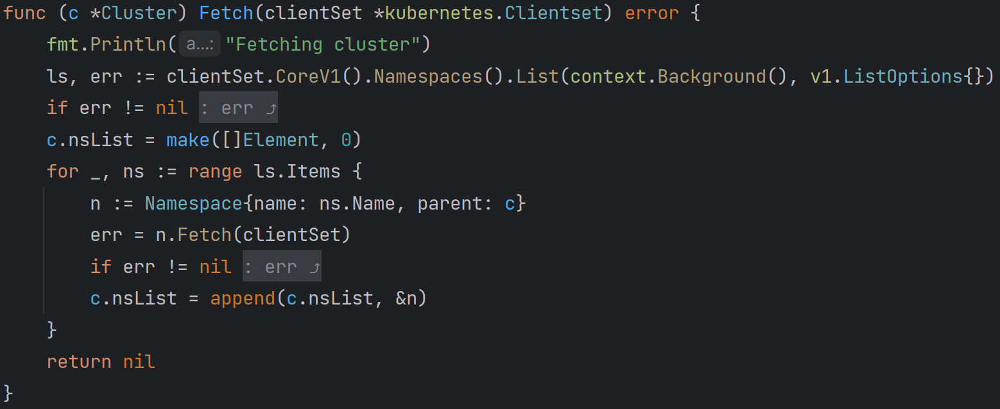 func (c *Cluster) Fetch(clientSet *kubernetes.Clientset) error {
    fmt.Println( a…: "Fetching cluster")
    ls, err := clientSet.CoreV1().Namespaces().List(context.Background(), v1.ListOptions{})
    if err != nil : err ⤴
    c.nsList = make([]Element, 0)
    for _, ns := range ls.Items {
        n := Namespace{name: ns.Name, parent: c}
        err = n.Fetch(clientSet)
        if err != nil : err ⤴
        c.nsList = append(c.nsList, &n)
    }
    return nil
}